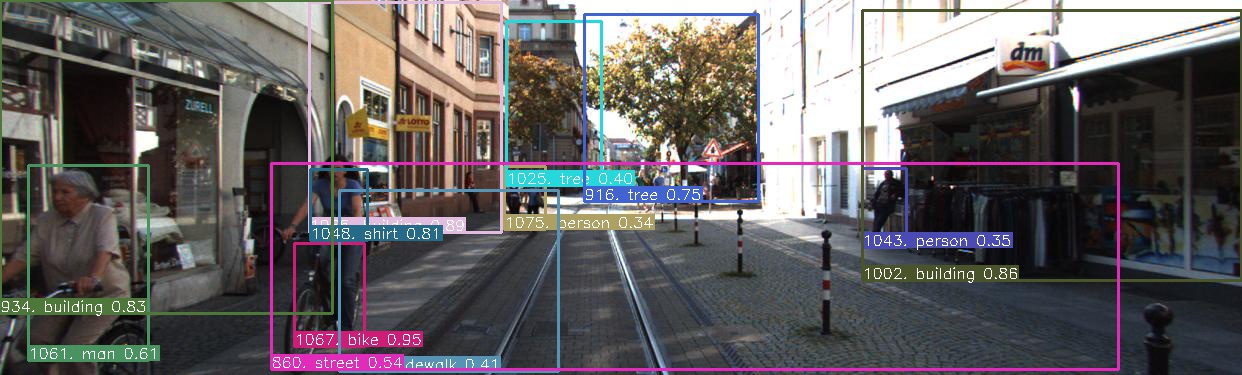 ZURELL
LOTTO
dm
1025. tree 0.40
916. tree 0.75
1075. person 0.34
1048. shirt 0.81
1043. person 0.35
1002. building 0.86
934. building 0.83
1067. bike 0.95
1061. man 0.61
860. street 0.54
dewalk 0.41